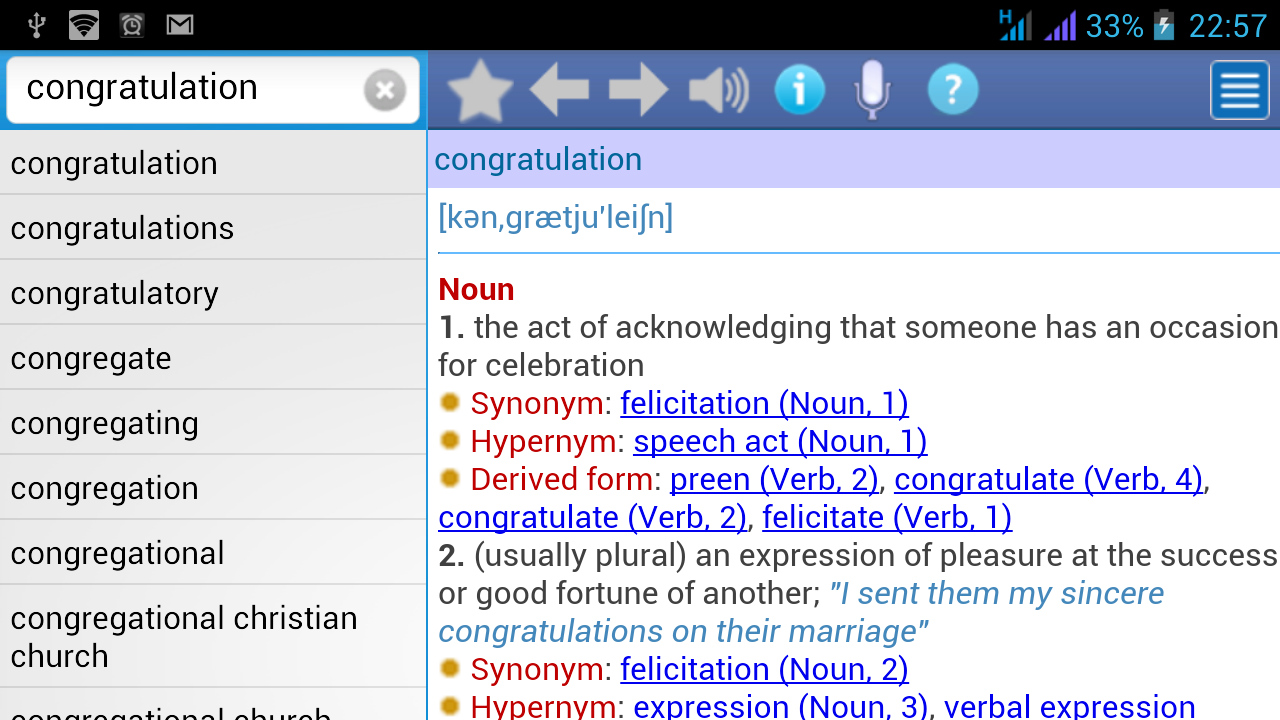 H 33% 22:57
congratulation
congratulation
congratulations
congratulatory
congregate
congregating
congregation
congregational
congregational christian
church
congregational church
congratulation
[kən,grætju'leiʃn]
Noun
1. the act of acknowledging that someone has an occasion
for celebration
Synonym: felicitation (Noun, 1)
Hypernym: speech act (Noun, 1)
Derived form: preen (Verb, 2), congratulate (Verb, 4),
congratulate (Verb, 2), felicitate (Verb, 1)
2. (usually plural) an expression of pleasure at the success
or good fortune of another; "I sent them my sincere
congratulations on their marriage"
Synonym: felicitation (Noun, 2)
Hypernym: expression (Noun, 3), verbal expression